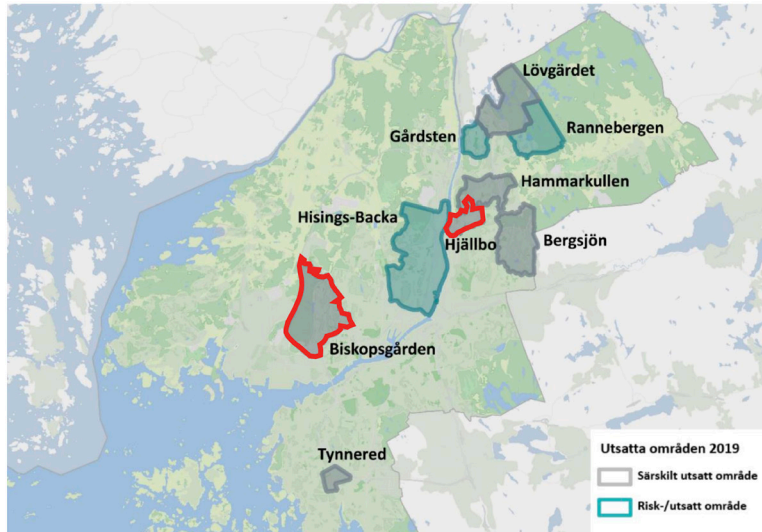 Lövgärdet
Gårdsten
Rannebergen
Hammarkullen
Hisings-Backa
Hjällbo
Bergsjön
Biskopsgården
Tynnered
Utsatta områden 2019
Särskilt utsatt område
Risk-/utsatt område